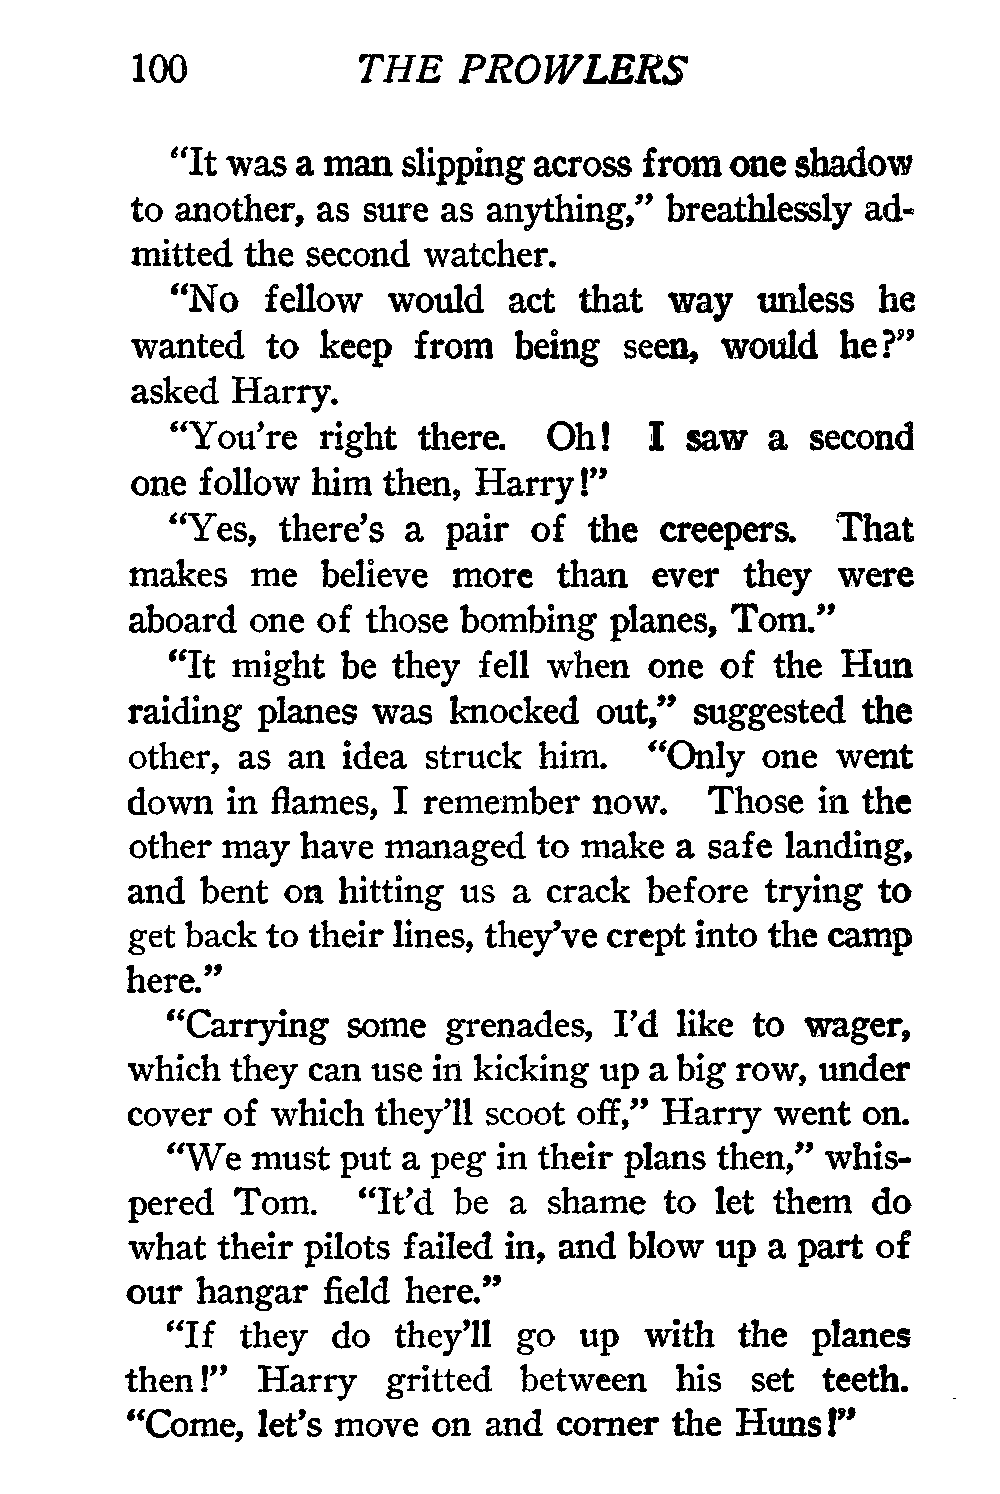 100 THE PROWLERS
“It was a man slipping across from one shadow
to another, as sure as anything,” breathlessly ad-
mitted the second watcher.
“No fellow would act that way unless he
wanted to keep from being seen, would he?”
asked Harry.
“You’re right there. Oh! I saw a second
one follow him then, Harry!”
“Yes, there’s a pair of the creepers. That
makes me believe more than ever they were
aboard one of those bombing planes, Tom.”
“It might be they fell when one of the Hun
raiding planes was knocked out,” suggested the
other, as an idea struck him. “Only one went
down in flames, I remember now. Those in the
other may have managed to make a safe landing,
and bent on hitting us a crack before trying to
get back to their lines, they’ve crept into the camp
here.”
“Carrying some grenades, I’d like to wager,
which they can use in kicking up a big row, under
cover of which they’ll scoot off,” Harry went on.
“We must put a peg in their plans then,” whis-
pered Tom. “It’d be a shame to let them do
what their pilots failed in, and blow up a part of
our hangar field here.”
“If they do they’ll go up with the planes
then!” Harry gritted between his set teeth.
“Come, let’s move on and corner the Huns!”